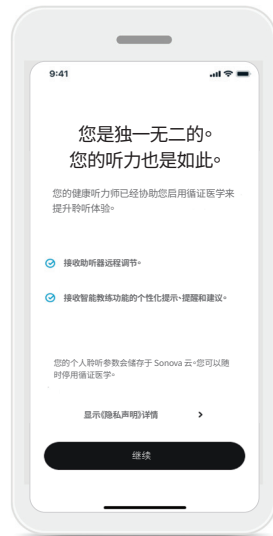 9:41
您是独一无二的。
您的听力也是如此。
您的健康听力师已经协助您启用循证医学来
提升聆听体验。
接收助听器远程调节。
接收智能教练功能的个性化提示、提醒和建议。
您的个人聆听参数会储存于 Sonova 云。您可以随
时停用循证医学。
显示《隐私声明》详情
继续